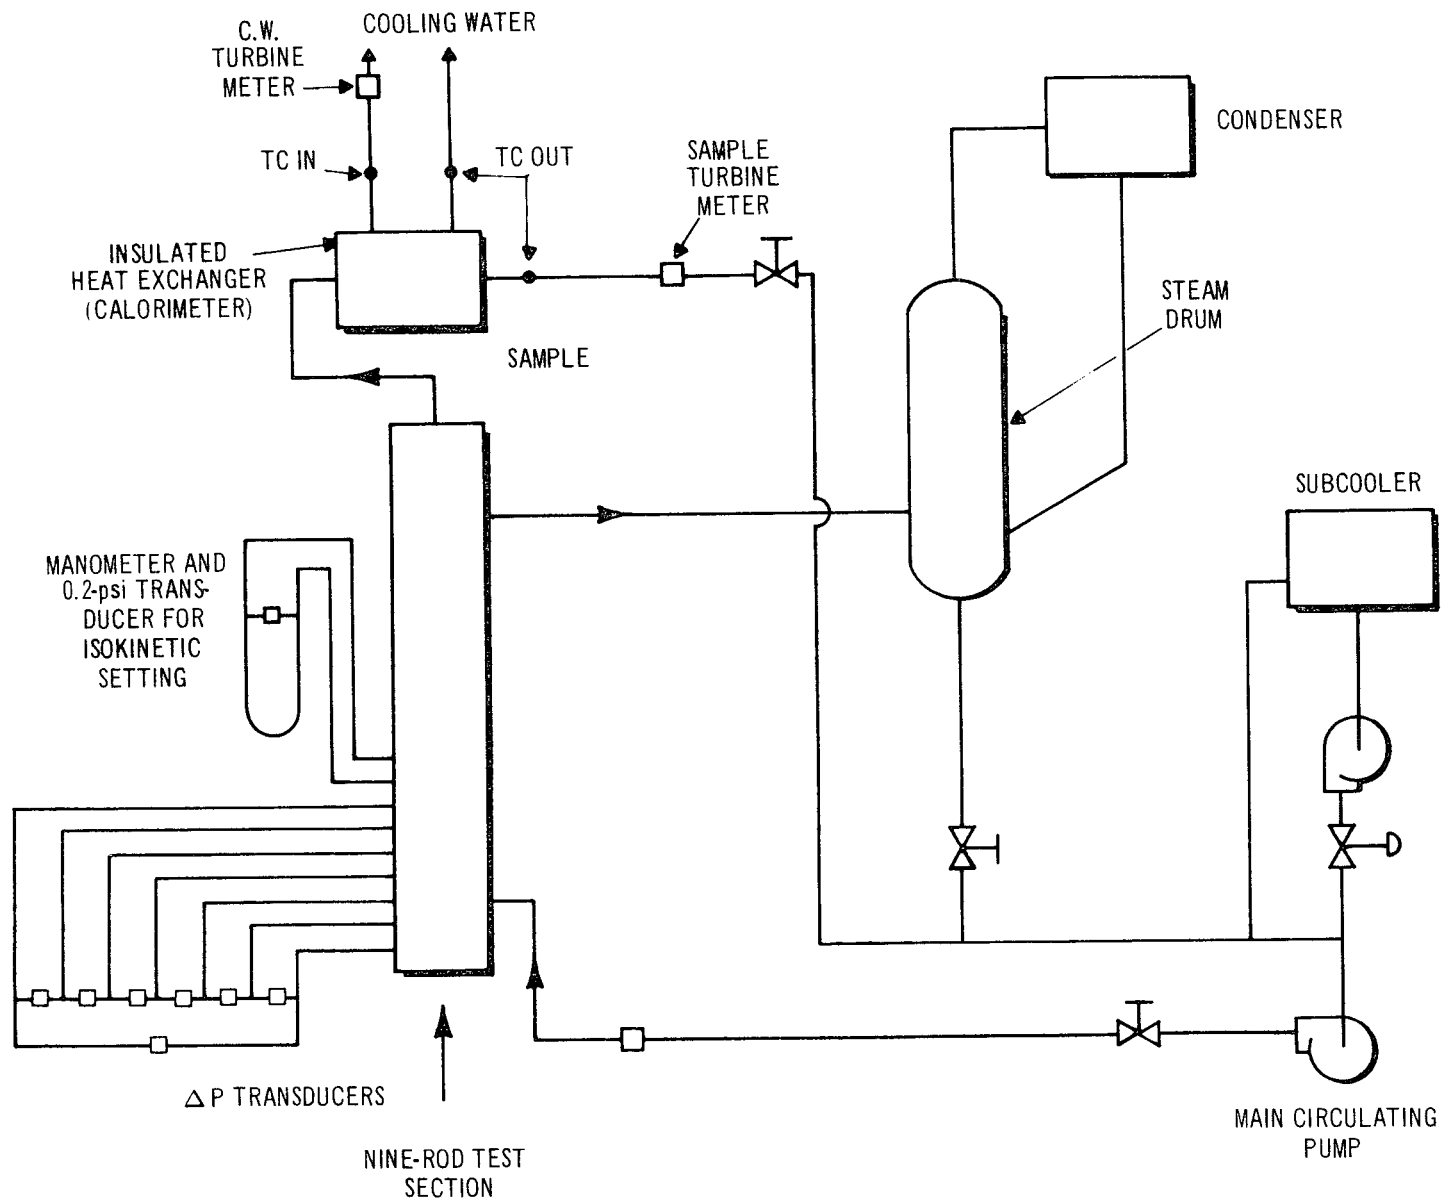 C.W.
TURBINE
METER
COOLING WATER
TC IN
TC OUT
SAMPLE
TURBINE
METER
CONDENSER
INSULATED
HEAT EXCHANGER
(CALORIMETER)
SAMPLE
STEAM
DRUM
SUBCOOLER
MANOMETER AND
0.2-psi TRANS-
DUCER FOR
ISOKINETIC
SETTING
Δ P TRANSDUCERS
NINE-ROD TEST
SECTION
MAIN CIRCULATING
PUMP